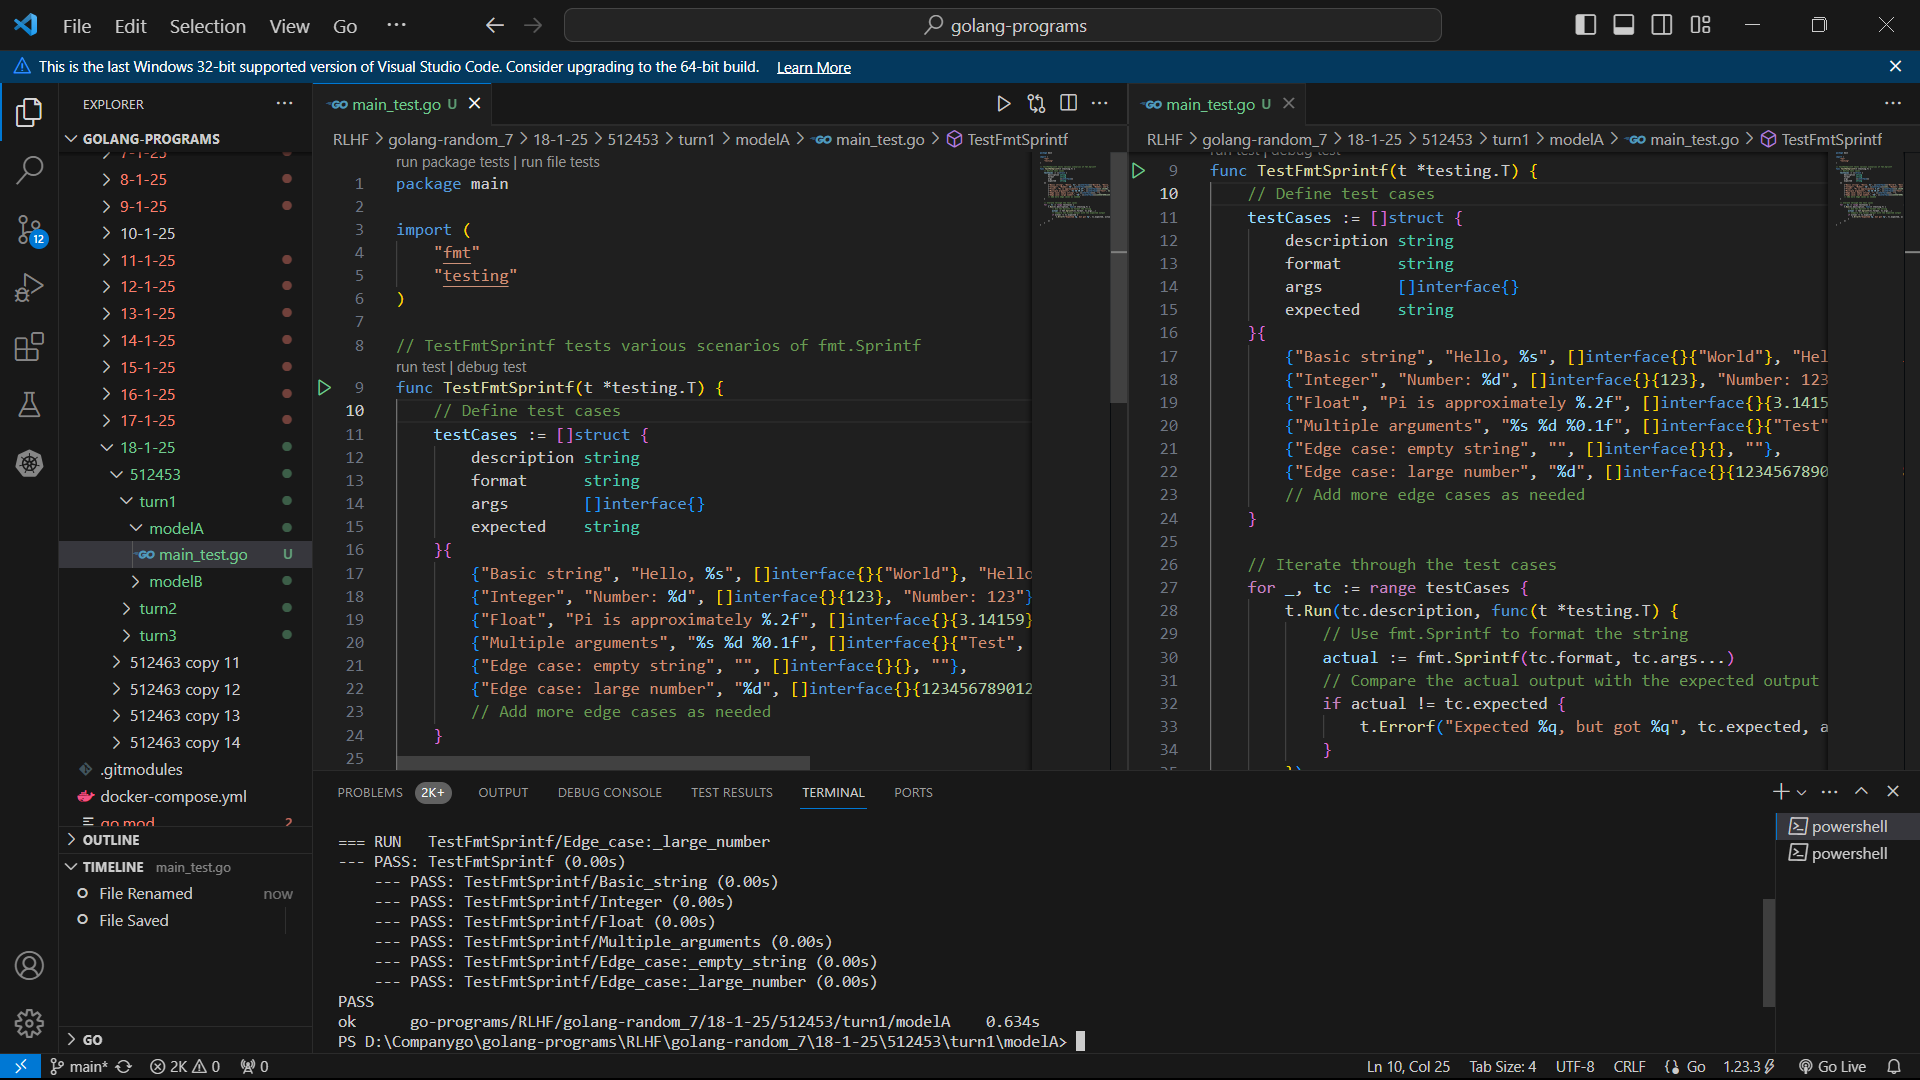 File Edit Selection View Go ··· golang-programs
This is the last Windows 32-bit supported version of Visual Studio Code. Consider upgrading to the 64-bit build. Learn More
EXPLORER
GOLANG-PROGRAMS
7-1-25
8-1-25
9-1-25
10-1-25
11-1-25
12-1-25
13-1-25
14-1-25
15-1-25
16-1-25
17-1-25
18-1-25
512453
turn1
modelA
main_test.go U
modelB
turn2
turn3
512463 copy 11
512463 copy 12
512463 copy 13
512463 copy 14
.gitmodules
docker-compose.yml
go.mod 2
OUTLINE
TIMELINE main_test.go
File Renamed now
File Saved
GO
12
main_test.go U
RLHF > golang-random_7 > 18-1-25 > 512453 > turn1 > modelA > main_test.go > TestFmtSprintf
run package tests | run file tests
1 package main
2
3 import (
4 "fmt"
5 "testing"
6 )
7
8 // TestFmtSprintf tests various scenarios of fmt.Sprintf
run test | debug test
9 func TestFmtSprintf(t *testing.T) {
10 // Define test cases
11 testCases := []struct {
12 description string
13 format string
14 args []interface{}
15 expected string
16 }{
17 {"Basic string", "Hello, %s", []interface{}{"World"}, "Hello
18 {"Integer", "Number: %d", []interface{}{123}, "Number: 123"}
19 {"Float", "Pi is approximately %.2f", []interface{}{3.14159}
20 {"Multiple arguments", "%s %d %0.1f", []interface{}{"Test",
21 {"Edge case: empty string", "", []interface{}{}, ""},
22 {"Edge case: large number", "%d", []interface{}{123456789012
23 // Add more edge cases as needed
24 }
25
main_test.go U
RLHF > golang-random_7 > 18-1-25 > 512453 > turn1 > modelA > main_test.go > TestFmtSprintf
run test | debug test
9 func TestFmtSprintf(t *testing.T) {
10 // Define test cases
11 testCases := []struct {
12 description string
13 format string
14 args []interface{}
15 expected string
16 }{
17 {"Basic string", "Hello, %s", []interface{}{"World"}, "Hel
18 {"Integer", "Number: %d", []interface{}{123}, "Number: 123
19 {"Float", "Pi is approximately %.2f", []interface{}{3.1415
20 {"Multiple arguments", "%s %d %0.1f", []interface{}{"Test"
21 {"Edge case: empty string", "", []interface{}{}, ""},
22 {"Edge case: large number", "%d", []interface{}{1234567890
23 // Add more edge cases as needed
24 }
25
26 // Iterate through the test cases
27 for _, tc := range testCases {
28 t.Run(tc.description, func(t *testing.T) {
29 // Use fmt.Sprintf to format the string
30 actual := fmt.Sprintf(tc.format, tc.args...)
31 // Compare the actual output with the expected output
32 if actual != tc.expected {
33 t.Errorf("Expected %q, but got %q", tc.expected, a
34 }
35 })
PROBLEMS 2K+ OUTPUT DEBUG CONSOLE TEST RESULTS TERMINAL PORTS
=== RUN TestFmtSprintf/Edge_case:_large_number
--- PASS: TestFmtSprintf (0.00s)
--- PASS: TestFmtSprintf/Basic_string (0.00s)
--- PASS: TestFmtSprintf/Integer (0.00s)
--- PASS: TestFmtSprintf/Float (0.00s)
--- PASS: TestFmtSprintf/Multiple_arguments (0.00s)
--- PASS: TestFmtSprintf/Edge_case:_empty_string (0.00s)
--- PASS: TestFmtSprintf/Edge_case:_large_number (0.00s)
PASS
ok go-programs/RLHF/golang-random_7/18-1-25/512453/turn1/modelA 0.634s
PS D:\Companygo\golang-programs\RLHF\golang-random_7\18-1-25\512453\turn1\modelA>
powershell
powershell
main* 2K 0 0 Ln 10, Col 25 Tab Size: 4 UTF-8 CRLF {} Go 1.23.3 Go Live